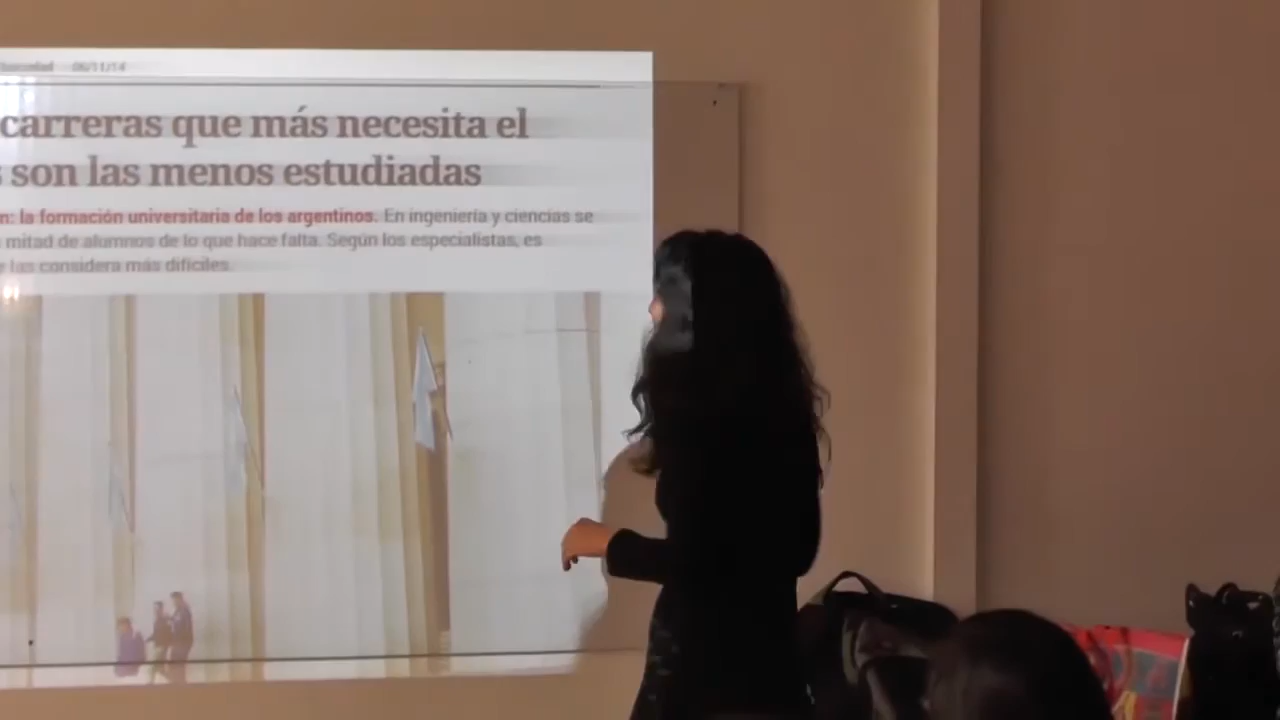 Sociedad 06/11/14
carreras que más necesita el
s son las menos estudiadas
n: la formación universitaria de los argentinos. En ingeniería y ciencias se
mitad de alumnos de lo que hace falta. Según los especialistas, es
e las considera más difíciles.